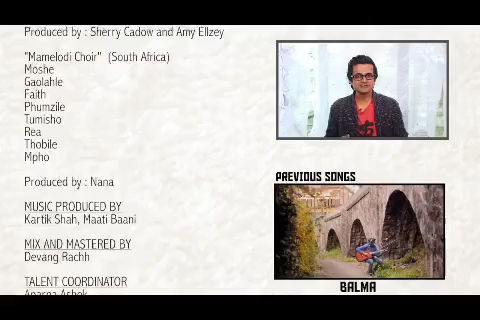 Produced by : Sherry Cadow and Amy Ellzey
"Mamelodi Choir" (South Africa)
Moshe
Gaolahle
Faith
Phumzile
Tumisho
Rea
Thobile
Mpho
Produced by : Nana
MUSIC PRODUCED BY
Kartik Shah, Maati Baani
MIX AND MASTERED BY
Devang Rachh
TALENT COORDINATOR
PREVIOUS SONGS
BALMA